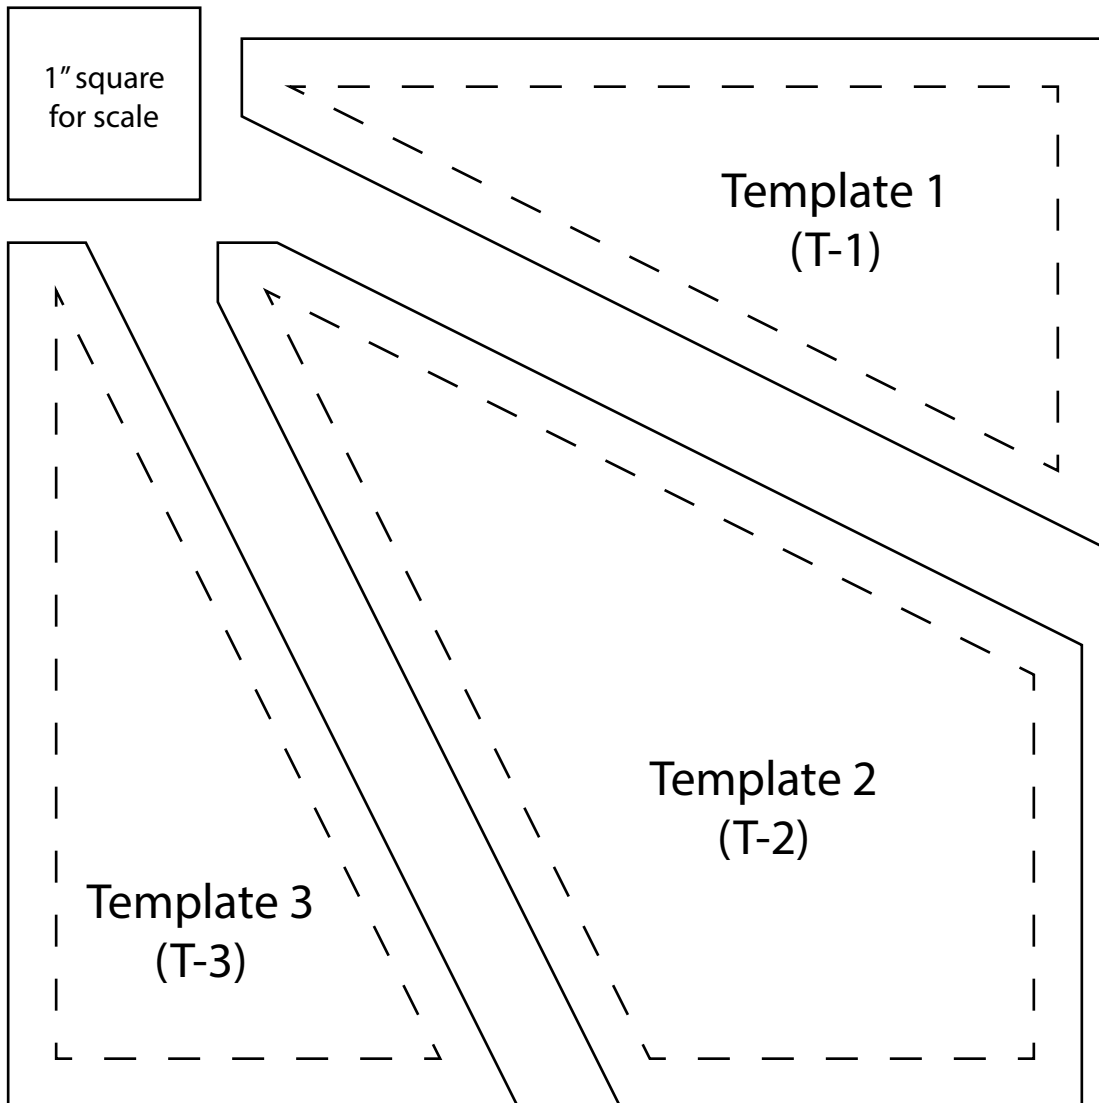 1” square
for scale
Template 1
(T-1)
Template 2
(T-2)
Template 3
(T-3)